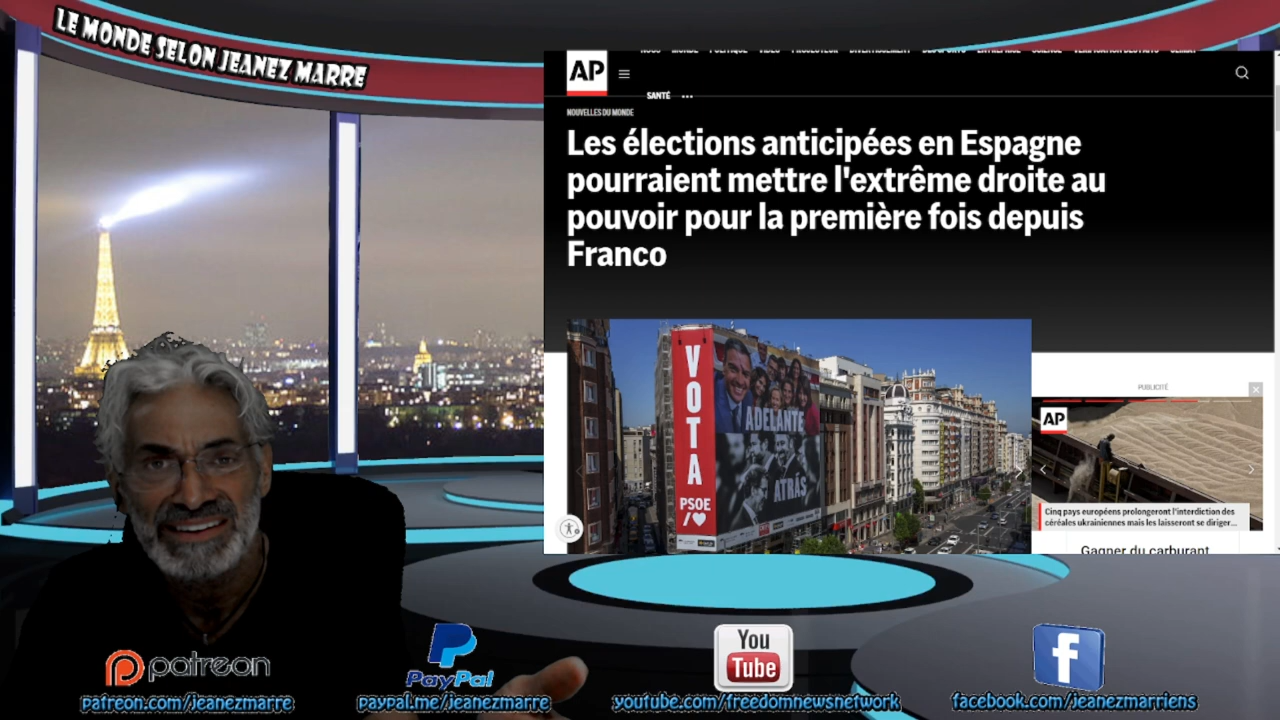 LE MONDE SELON JEANEZ MARRE
AP
SANTÉ ...
NOUVELLES DU MONDE
Les élections anticipées en Espagne
pourraient mettre l'extrême droite au
pouvoir pour la première fois depuis
Franco
VOTA
PSOE
ADELANTE
ATRÁS
PUBLICITÉ
AP
Cinq pays européens prolongeront l'interdiction des
céréales ukrainiennes mais les laisseront se diriger...
Gagner du carburant
patreon
PayPal
You
Tube
f
patreon.com/jeanezmarre
paypal.me/jeanezmarre
youtube.com/freedomnewsnetwork
facebook.com/jeanezmarriens